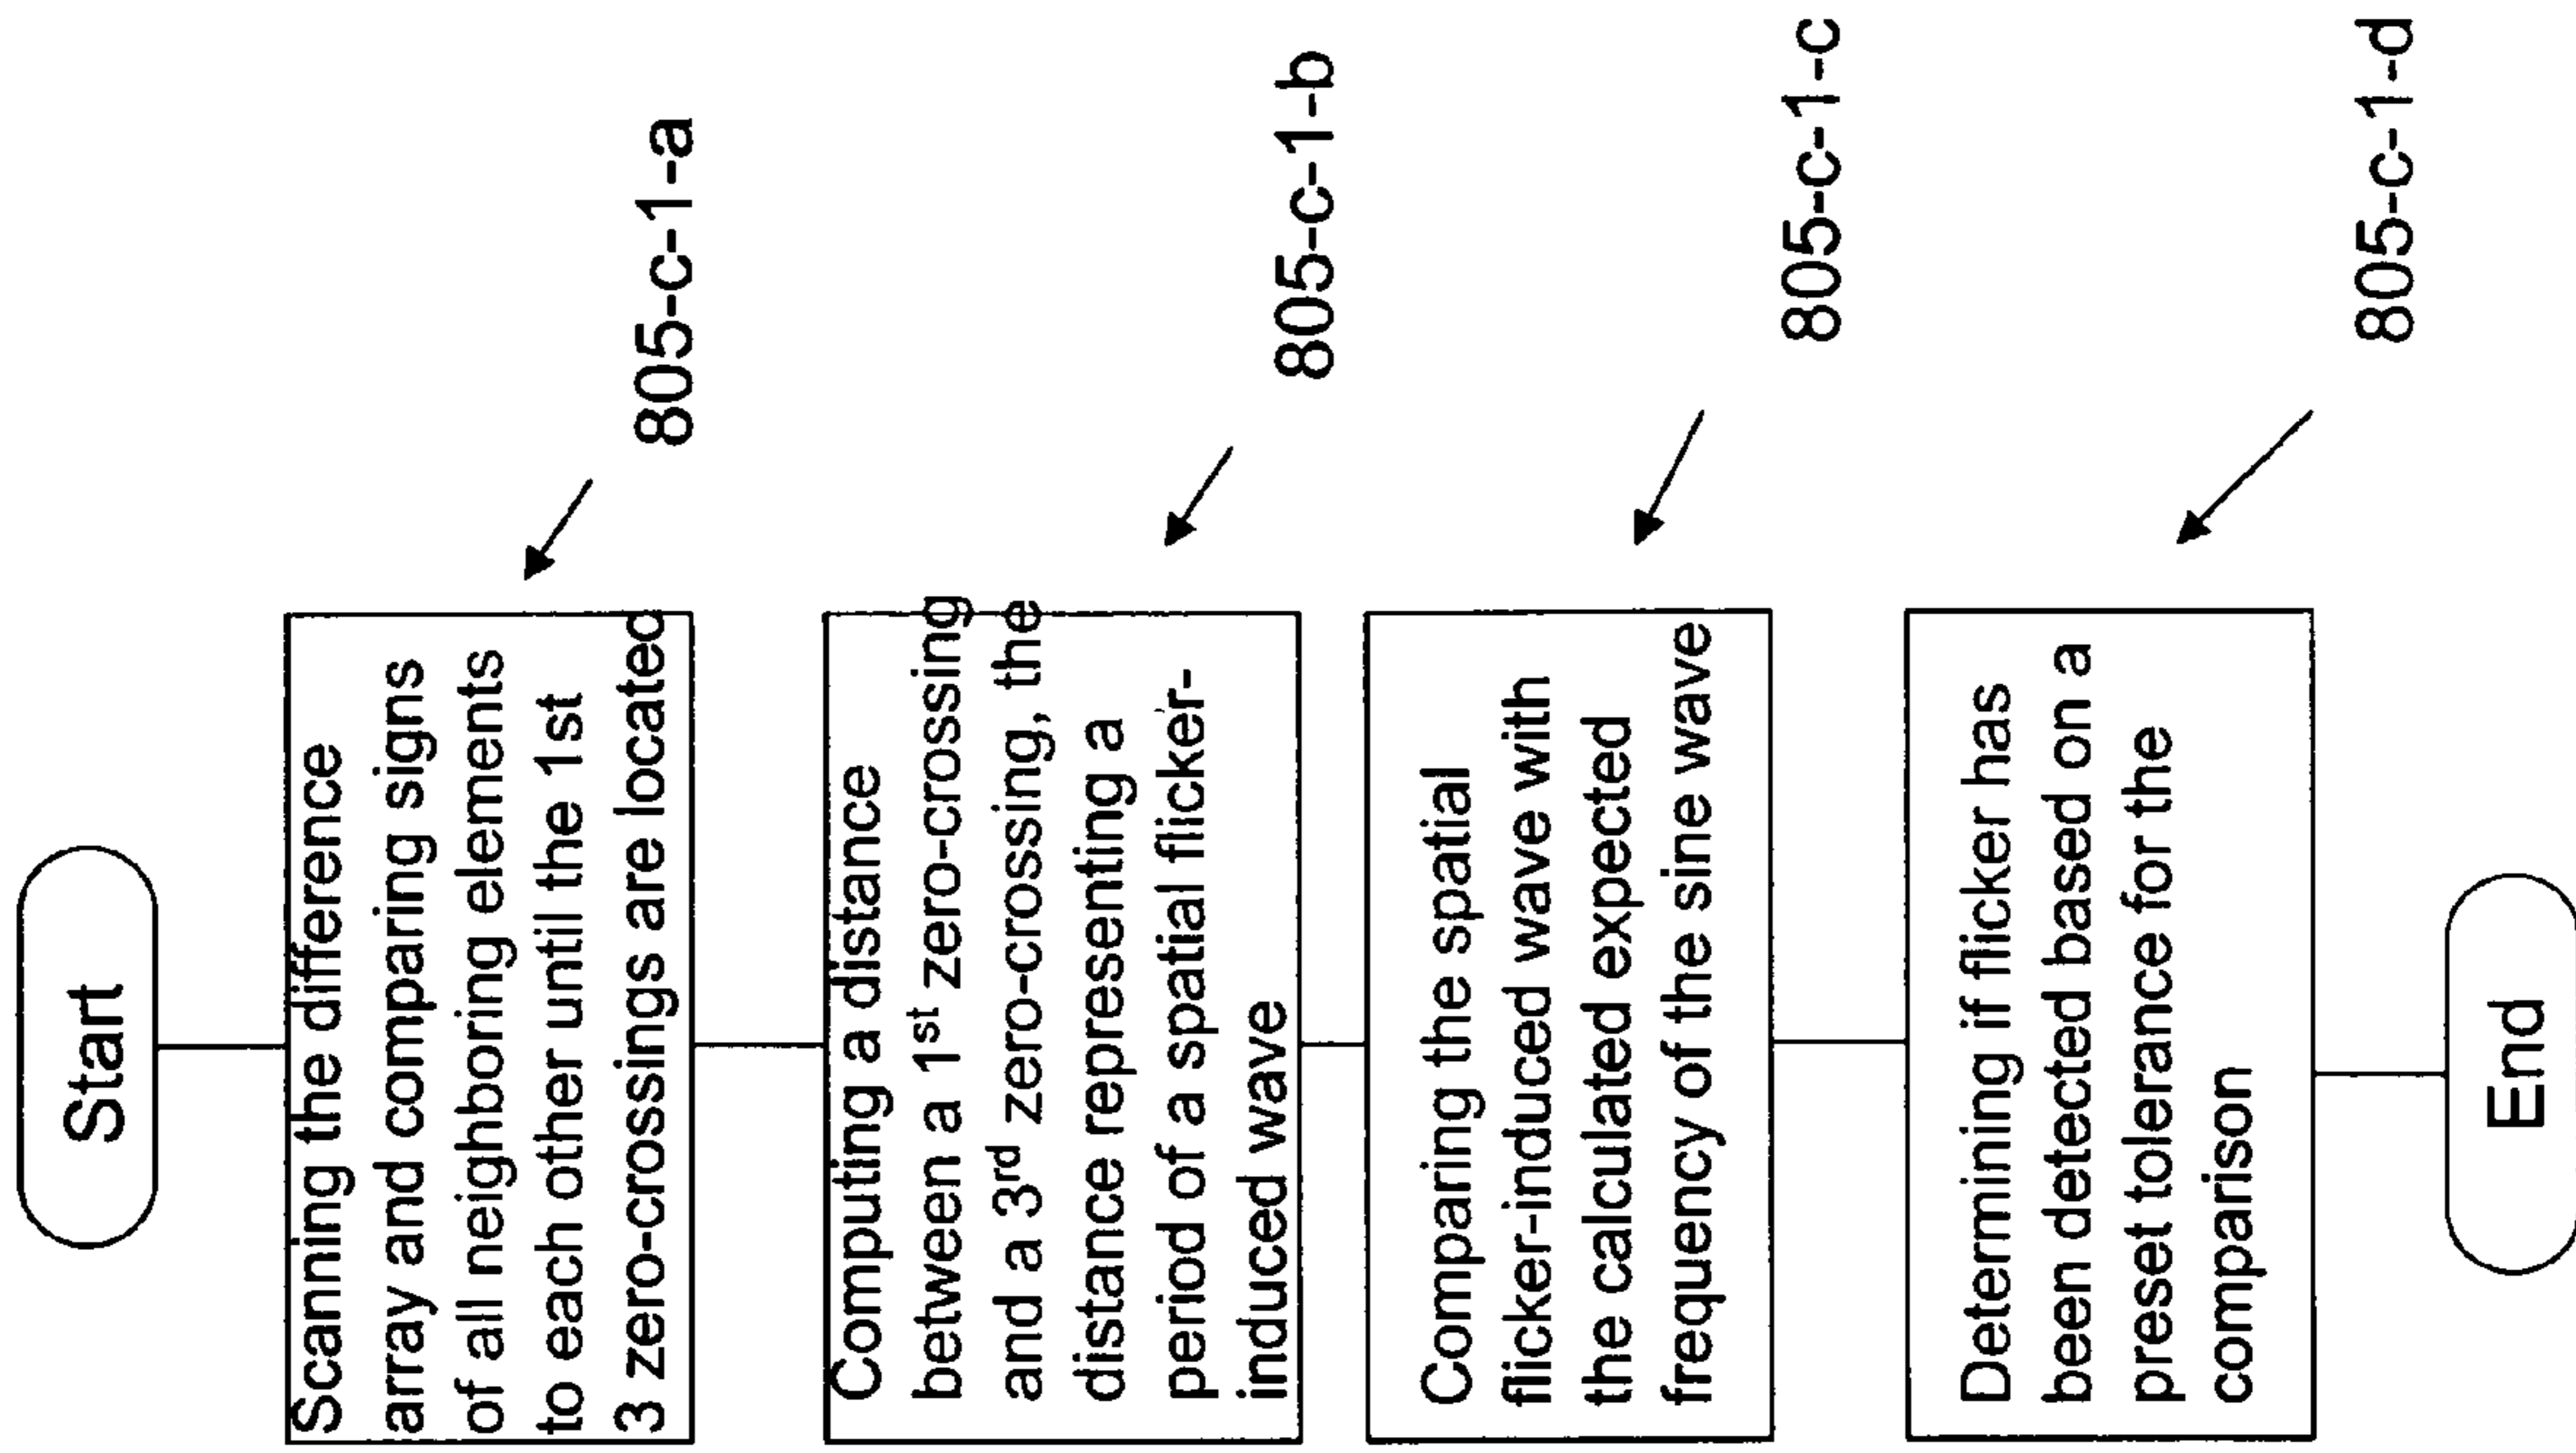 Start
Scanning the difference
array and comparing signs
of all neighboring elements
to each other until the 1st
3 zero-crossings are located
805-c-1-a
Computing a distance
between a 1st zero-crossing
and a 3rd zero-crossing, the
distance representing a
period of a spatial flicker-
induced wave
805-c-1-b
Comparing the spatial
flicker-induced wave with
the calculated expected
frequency of the sine wave
805-c-1-c
Determining if flicker has
been detected based on a
preset tolerance for the
comparison
805-c-1-d
End